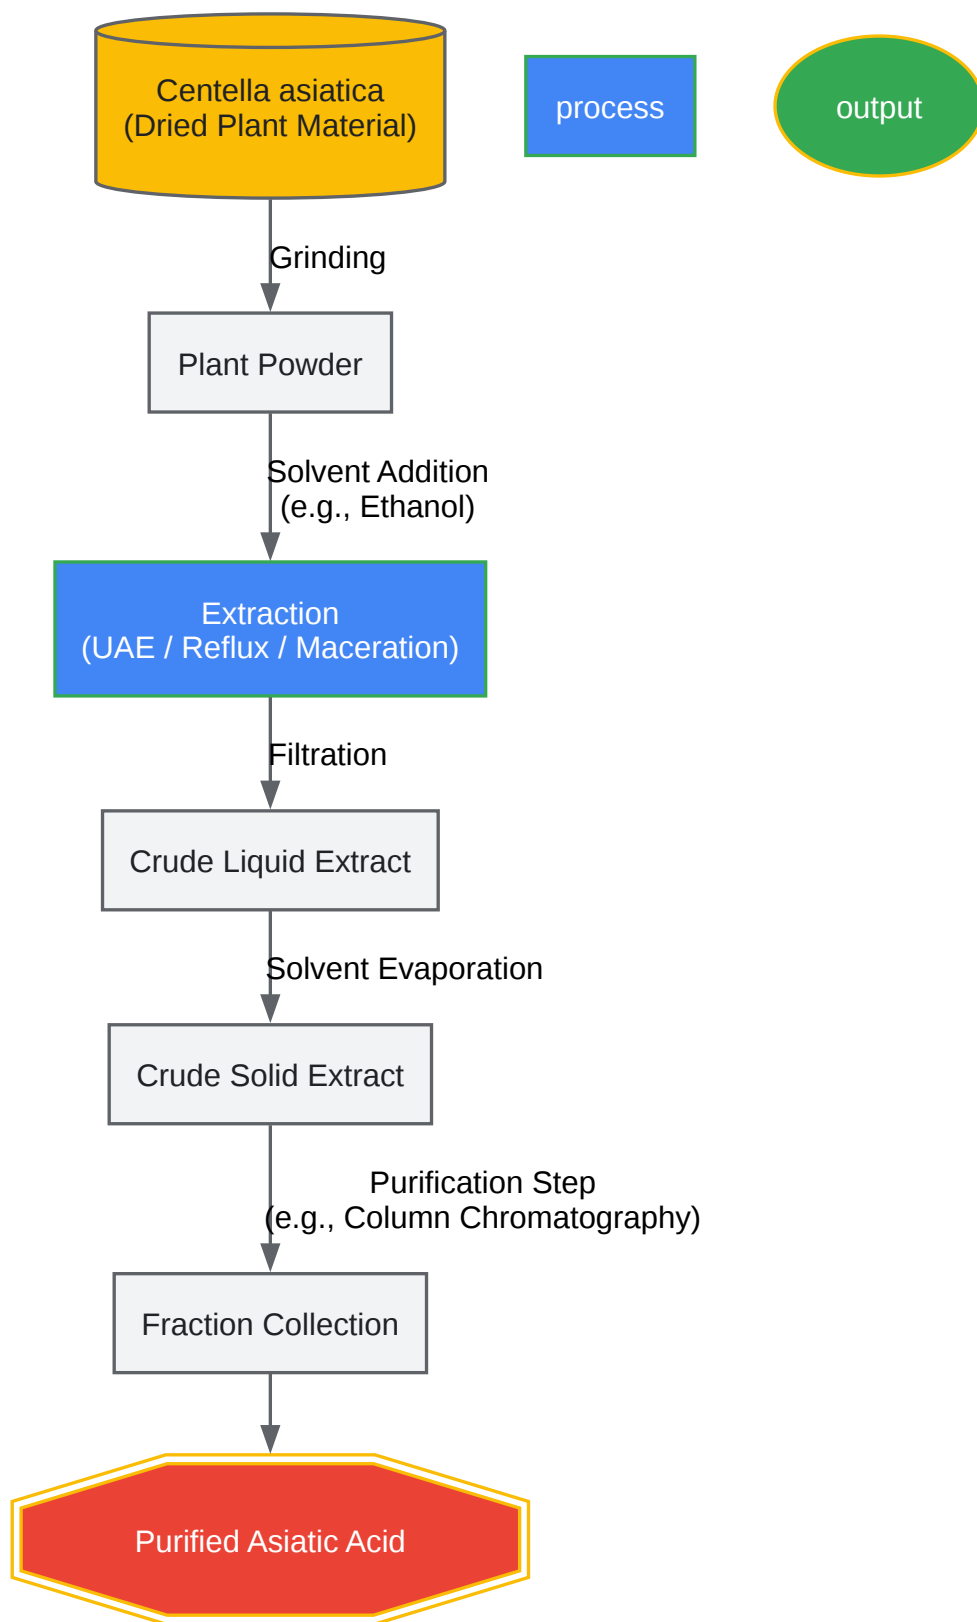 Centella asiatica
(Dried Plant Material)
process
output
Grinding
Plant Powder
Solvent Addition
(e.g., Ethanol)
Extraction
(UAE / Reflux / Maceration)
Filtration
Crude Liquid Extract
Solvent Evaporation
Crude Solid Extract
Purification Step
(e.g., Column Chromatography)
Fraction Collection
Purified Asiatic Acid